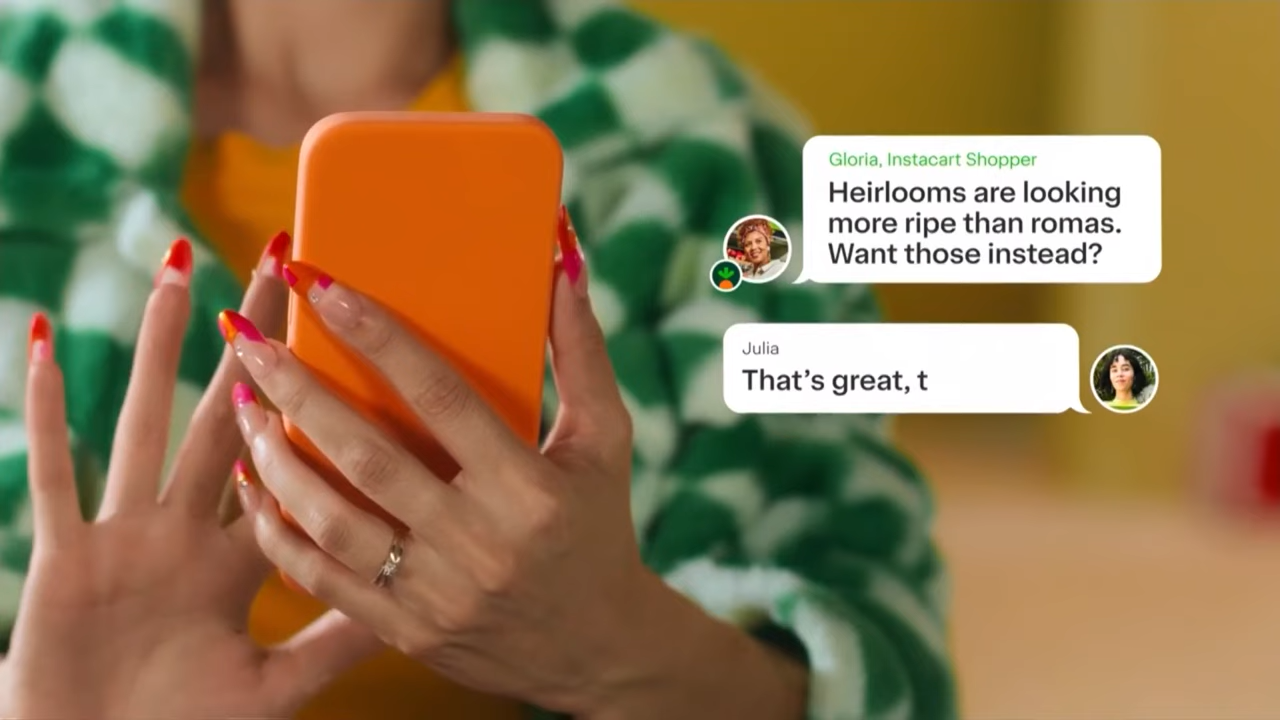 Gloria, Instacart Shopper
Heirlooms are looking
more ripe than romas.
Want those instead?
Julia
That’s great, t